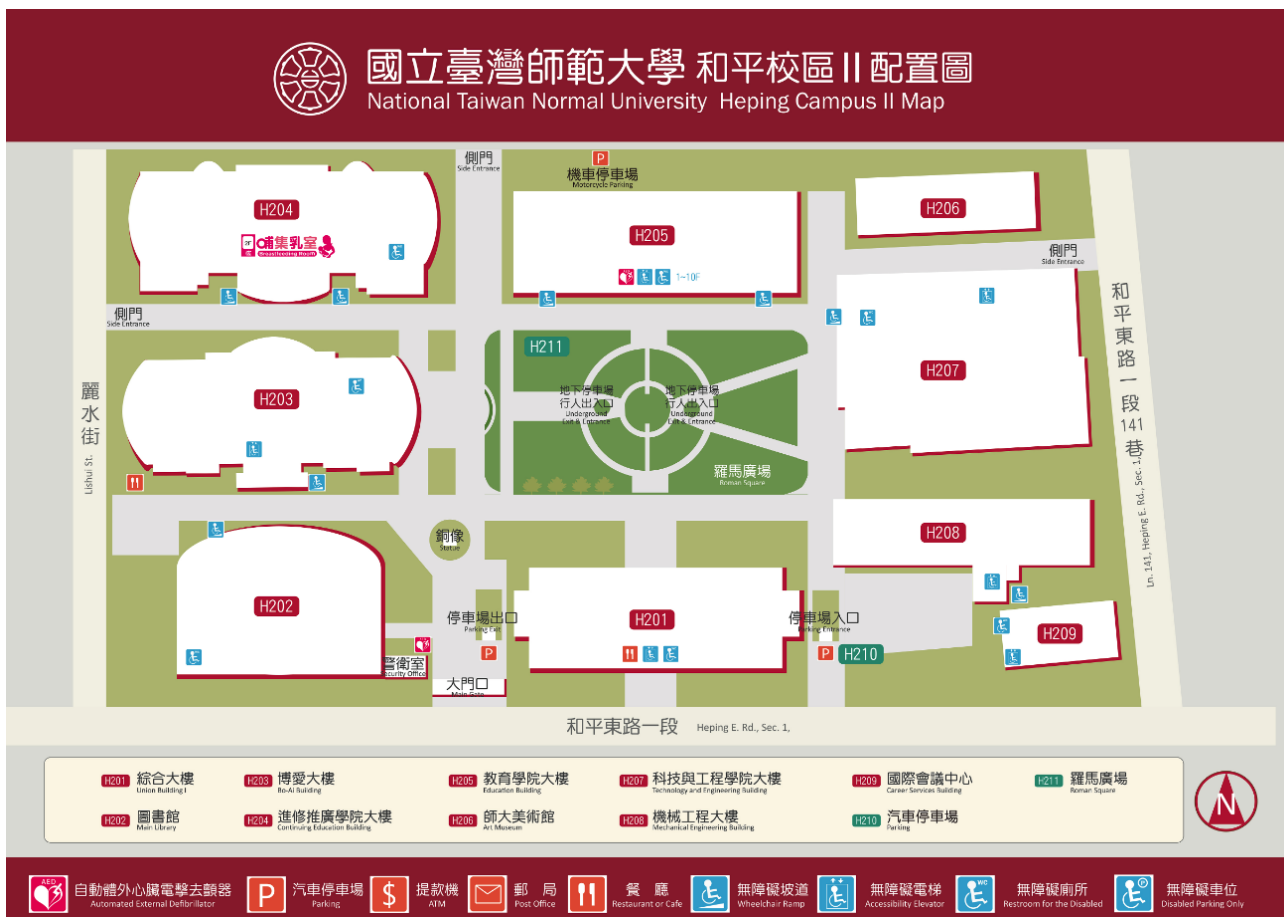 國立臺灣師範大學 和平校區 II 配置圖
National Taiwan Normal University Heping Campus II Map
側門
Side Entrance
P
機車停車場
Motorcycle Parking
H204
2F
哺集乳室
Breastfeeding Room
H205
1~10F
H206
側門
Side Entrance
側門
Side Entrance
H211
H203
地下停車場
行人出入口
Underground
Exit & Entrance
地下停車場
行人出入口
Underground
Exit & Entrance
H207
羅馬廣場
Roman Square
麗水街
Lishui St.
和平東路一段141巷
Ln. 141, Heping E. Rd., Sec. 1,
銅像
Statue
H208
H202
停車場出口
Parking Exit
P
H201
停車場入口
Parking Entrance
P
H210
H209
警衛室
Security Office
大門口
Main Gate
和平東路一段 Heping E. Rd., Sec. 1,
H201 綜合大樓
Union Building I
H203 博愛大樓
Bo-Ai Building
H205 教育學院大樓
Education Building
H207 科技與工程學院大樓
Technology and Engineering Building
H209 國際會議中心
Career Services Building
H211 羅馬廣場
Roman Square
H202 圖書館
Main Library
H204 進修推廣學院大樓
Continuing Education Building
H206 師大美術館
Art Museum
H208 機械工程大樓
Mechanical Engineering Building
H210 汽車停車場
Parking
N
AED
自動體外心臟電擊去顫器
Automated External Defibrillator
P
汽車停車場
Parking
$
提款機
ATM
郵 局
Post Office
餐 廳
Restaurant or Cafe
無障礙坡道
Wheelchair Ramp
無障礙電梯
Accessibility Elevator
WC
無障礙廁所
Restroom for the Disabled
P
無障礙車位
Disabled Parking Only